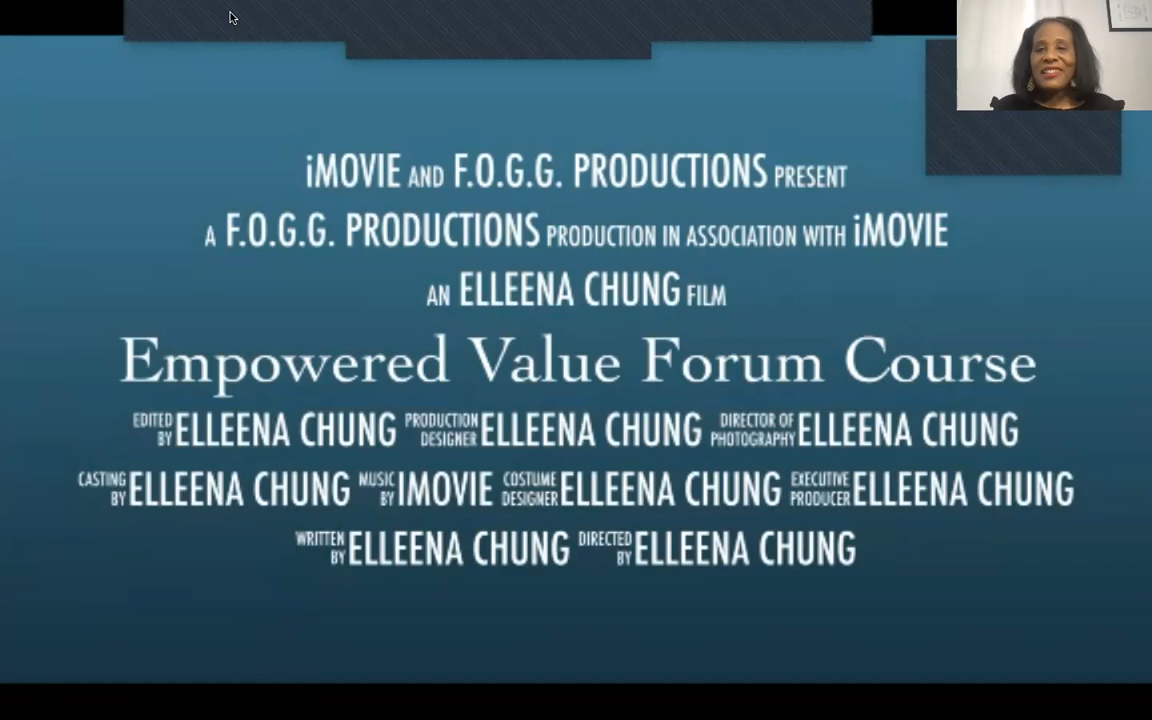 iMOVIE AND F.O.G.G. PRODUCTIONS PRESENT
A F.O.G.G. PRODUCTIONS PRODUCTION IN ASSOCIATION WITH iMOVIE
AN ELLEENA CHUNG FILM
Empowered Value Forum Course
EDITED BY ELLEENA CHUNG PRODUCTION DESIGNER ELLEENA CHUNG DIRECTOR OF PHOTOGRAPHY ELLEENA CHUNG
CASTING BY ELLEENA CHUNG MUSIC BY IMOVIE COSTUME DESIGNER ELLEENA CHUNG EXECUTIVE PRODUCER ELLEENA CHUNG
WRITTEN BY ELLEENA CHUNG DIRECTED BY ELLEENA CHUNG